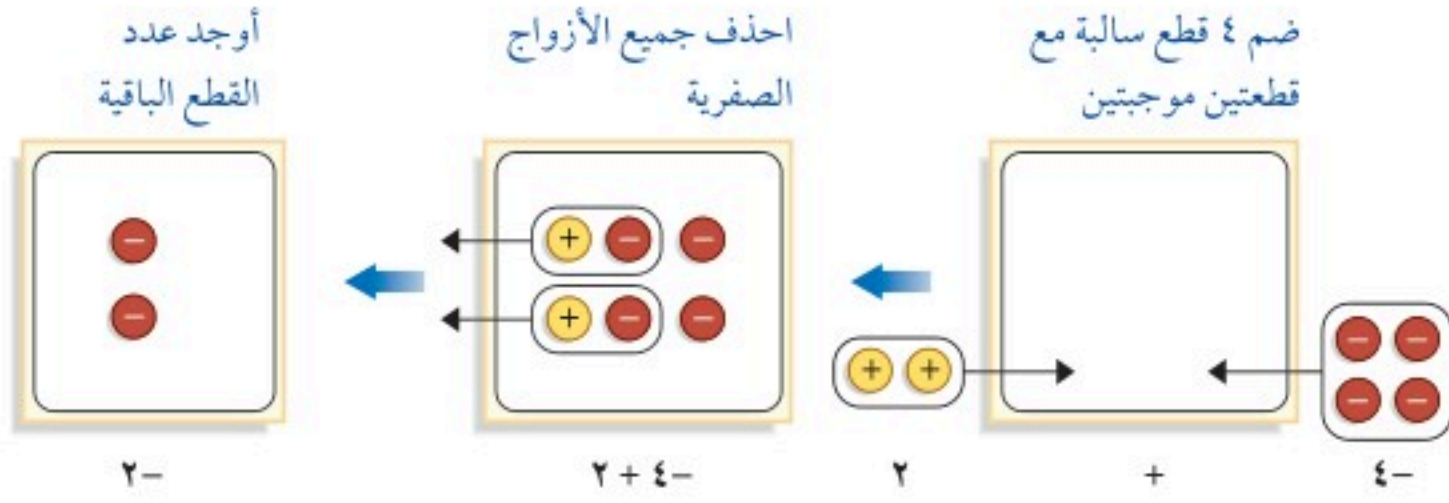 ضم ٤ قطع سالبة مع
قطعتين موجبتين
احذف جميع الأزواج
الصفرية
أوجد عدد
القطع الباقية
− − − −
+ +
+ − −
+ − −
−
−
−٤ + ٢
−٤ + ٢
−٢